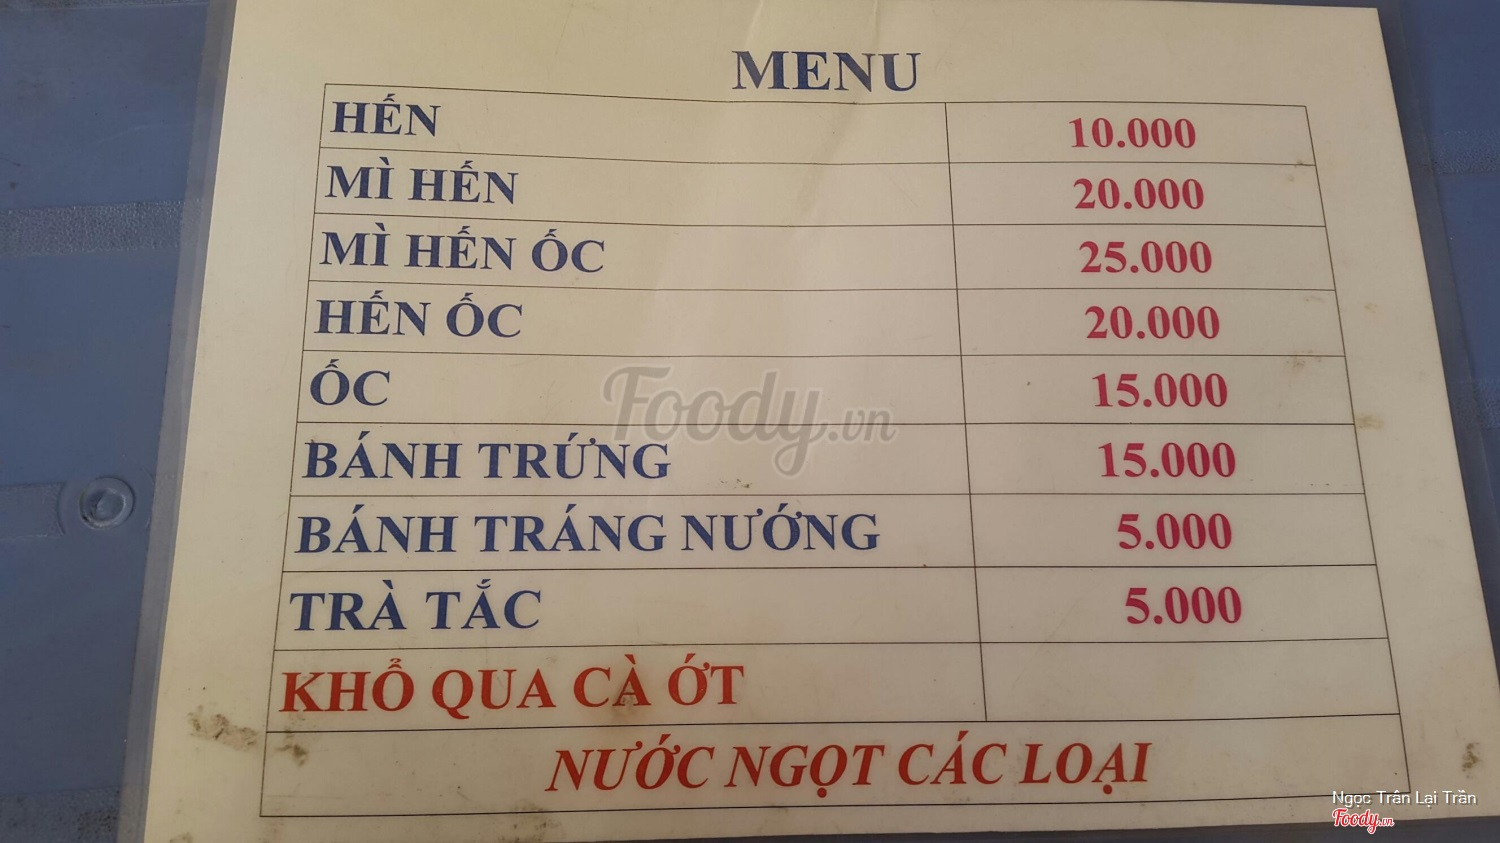 MENU
HẾN 10.000
MÌ HẾN 20.000
MÌ HẾN ỐC 25.000
HẾN ỐC 20.000
ỐC 15.000
BÁNH TRỨNG 15.000
BÁNH TRÁNG NƯỚNG 5.000
TRÀ TẮC 5.000
KHỔ QUA CÀ ỚT
NƯỚC NGỌT CÁC LOẠI
Foody.vn
Ngọc Trân Lại Trần
Foody.vn